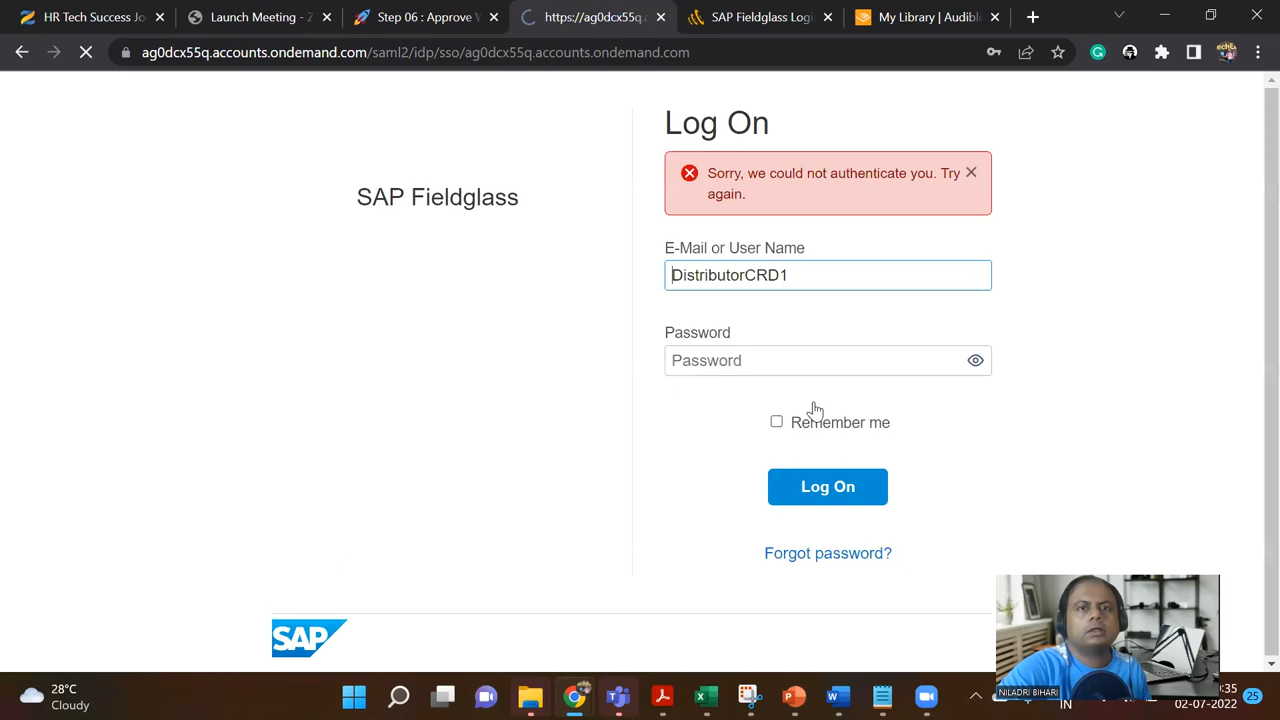 HR Tech Success Jo
Launch Meeting - Z
Step 06 : Approve W
https://ag0dcx55q.a
SAP Fieldglass Logi
My Library | Audible
ag0dcx55q.accounts.ondemand.com/saml2/idp/sso/ag0dcx55q.accounts.ondemand.com
Log On
Sorry, we could not authenticate you. Try
again.
SAP Fieldglass
E-Mail or User Name
DistributorCRD1
Password
Password
Remember me
Log On
Forgot password?
SAP
NILADRI BIHARI
28°C
Cloudy
IN
:35
02-07-2022
25